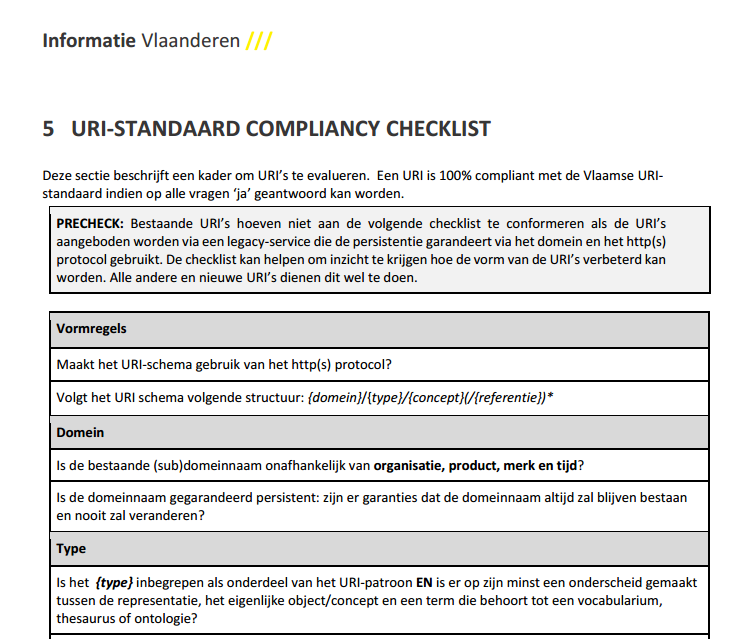 Informatie Vlaanderen ///
5 URI-STANDAARD COMPLIANCY CHECKLIST
Deze sectie beschrijft een kader om URI's te evalueren. Een URI is 100% compliant met de Vlaamse URI-
standaard indien op alle vragen 'ja' geantwoord kan worden.
PRECHECK: Bestaande URI's hoeven niet aan de volgende checklist te conformeren als de URI's
aangeboden worden via een legacy-service die de persistentie garandeert via het domein en het http(s)
protocol gebruikt. De checklist kan helpen om inzicht te krijgen hoe de vorm van de URI's verbeterd kan
worden. Alle andere en nieuwe URI's dienen dit wel te doen.
Vormregels
Maakt het URI-schema gebruik van het http(s) protocol?
Volgt het URI schema volgende structuur: {domein}/{type}/{concept}(/{referentie})*
Domein
Is de bestaande (sub)domeinnaam onafhankelijk van organisatie, product, merk en tijd?
Is de domeinnaam gegarandeerd persistent: zijn er garanties dat de domeinnaam altijd zal blijven bestaan
en nooit zal veranderen?
Type
Is het {type} inbegrepen als onderdeel van het URI-patroon EN is er op zijn minst een onderscheid gemaakt
tussen de representatie, het eigenlijke object/concept en een term die behoort tot een vocabularium,
thesaurus of ontologie?